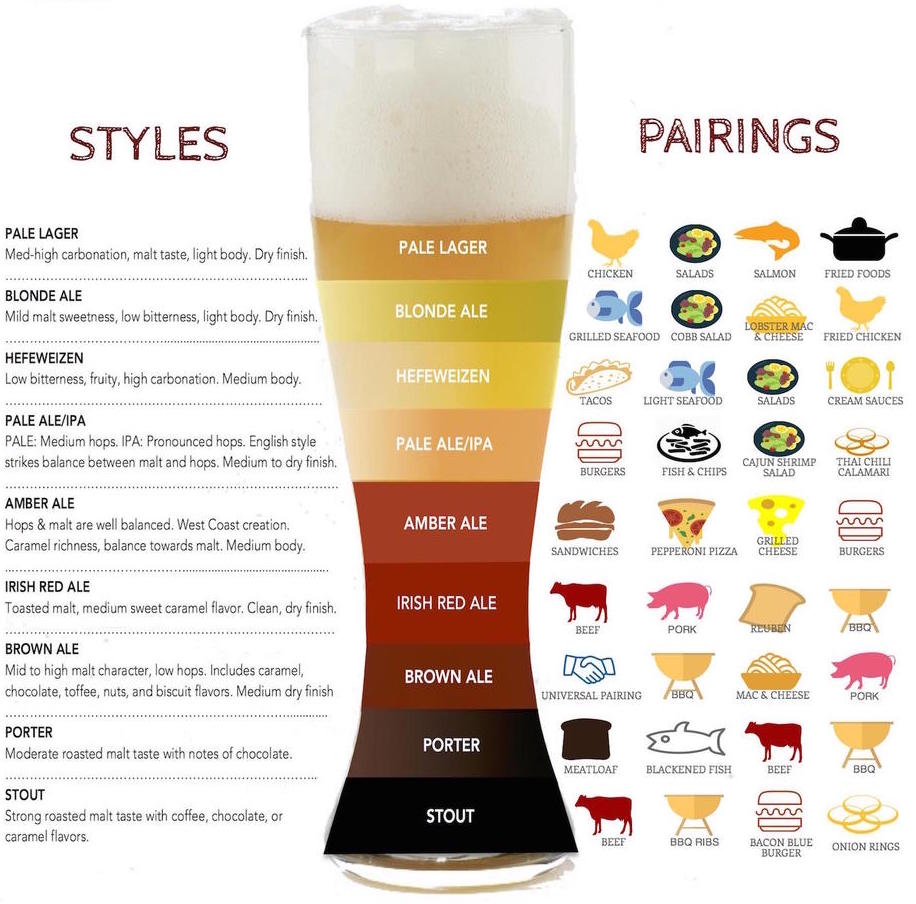 STYLES
PAIRINGS
PALE LAGER
Med-high carbonation, malt taste, light body. Dry finish.
BLONDE ALE
Mild malt sweetness, low bitterness, light body. Dry finish.
HEFEWEIZEN
Low bitterness, fruity, high carbonation. Medium body.
PALE ALE/IPA
PALE: Medium hops. IPA: Pronounced hops. English style
strikes balance between malt and hops. Medium to dry finish.
AMBER ALE
Hops & malt are well balanced. West Coast creation.
Caramel richness, balance towards malt. Medium body.
IRISH RED ALE
Toasted malt, medium sweet caramel flavor. Clean, dry finish.
BROWN ALE
Mid to high malt character, low hops. Includes caramel,
chocolate, toffee, nuts, and biscuit flavors. Medium dry finish
PORTER
Moderate roasted malt taste with notes of chocolate.
STOUT
Strong roasted malt taste with coffee, chocolate, or
caramel flavors.
PALE LAGER
BLONDE ALE
HEFEWEIZEN
PALE ALE/IPA
AMBER ALE
IRISH RED ALE
BROWN ALE
PORTER
STOUT
CHICKEN SALADS SALMON FRIED FOODS
GRILLED SEAFOOD COBB SALAD LOBSTER MAC
& CHEESE FRIED CHICKEN
TACOS LIGHT SEAFOOD SALADS CREAM SAUCES
BURGERS FISH & CHIPS CAJUN SHRIMP
SALAD THAI CHILI
CALAMARI
SANDWICHES PEPPERONI PIZZA GRILLED
CHEESE BURGERS
BEEF PORK REUBEN BBQ
UNIVERSAL PAIRING BBQ MAC & CHEESE PORK
MEATLOAF BLACKENED FISH BEEF BBQ
BEEF BBQ RIBS BACON BLUE
BURGER ONION RINGS